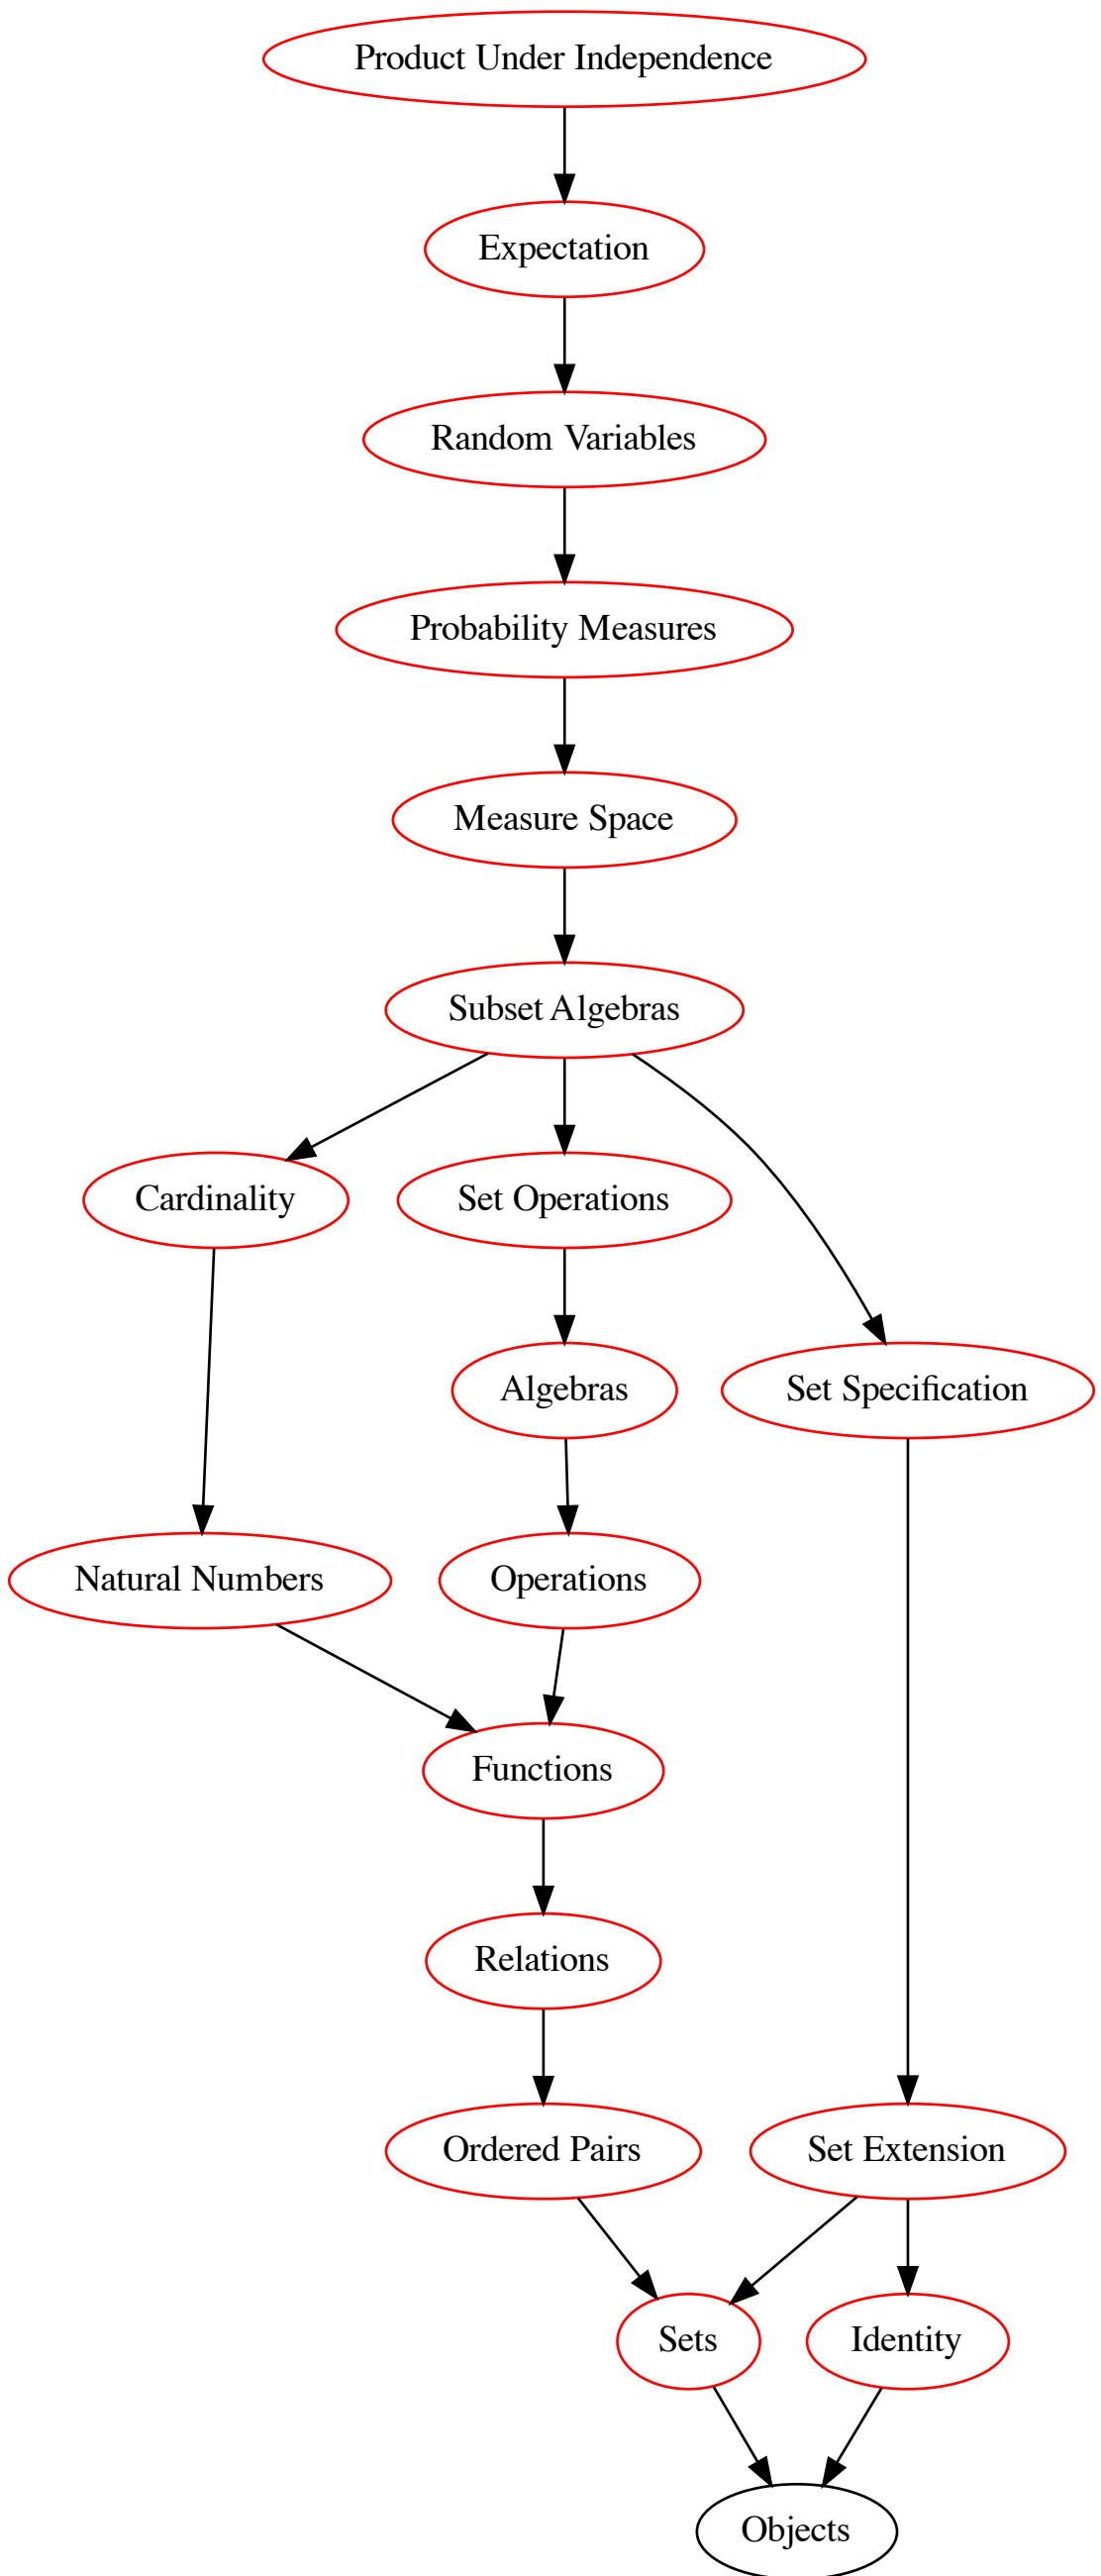 Product Under Independence
Expectation
Random Variables
Probability Measures
Measure Space
Subset Algebras
Cardinality
Set Operations
Algebras
Set Specification
Natural Numbers
Operations
Functions
Relations
Ordered Pairs
Set Extension
Sets
Identity
Objects